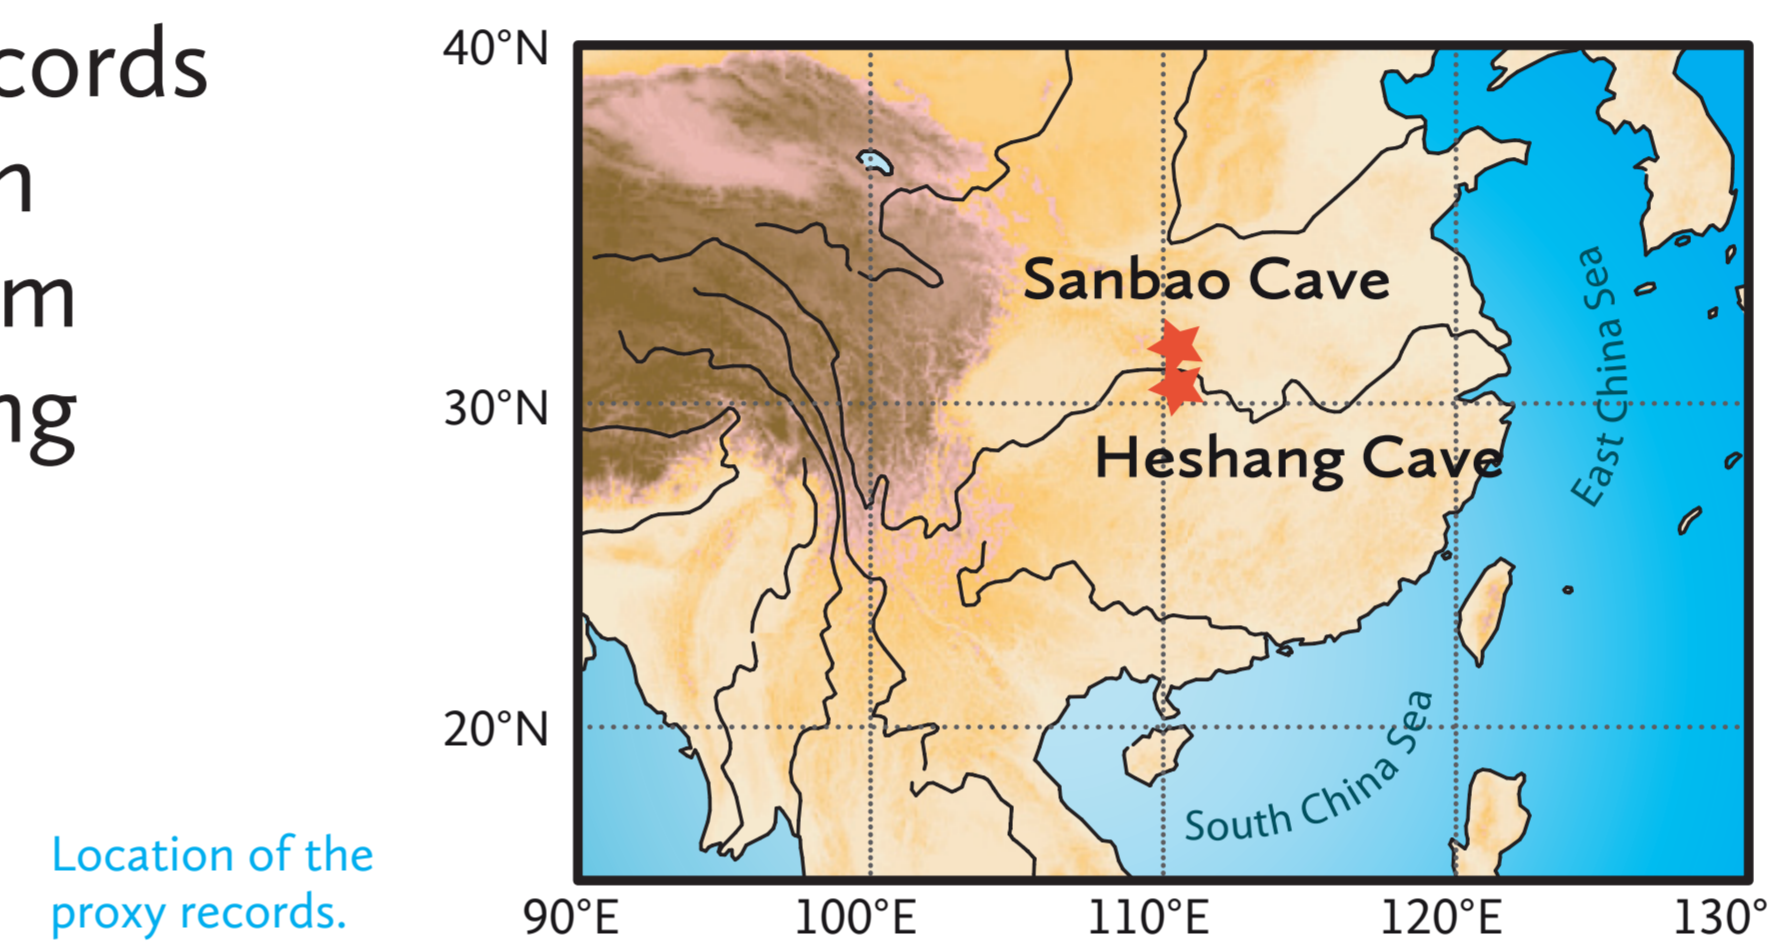 cords
n
m
ng
40°N
30°N
20°N
Sanbao Cave
Heshang Cave
East China Sea
South China Sea
90°E
100°E
110°E
120°E
130°
Location of the
proxy records.